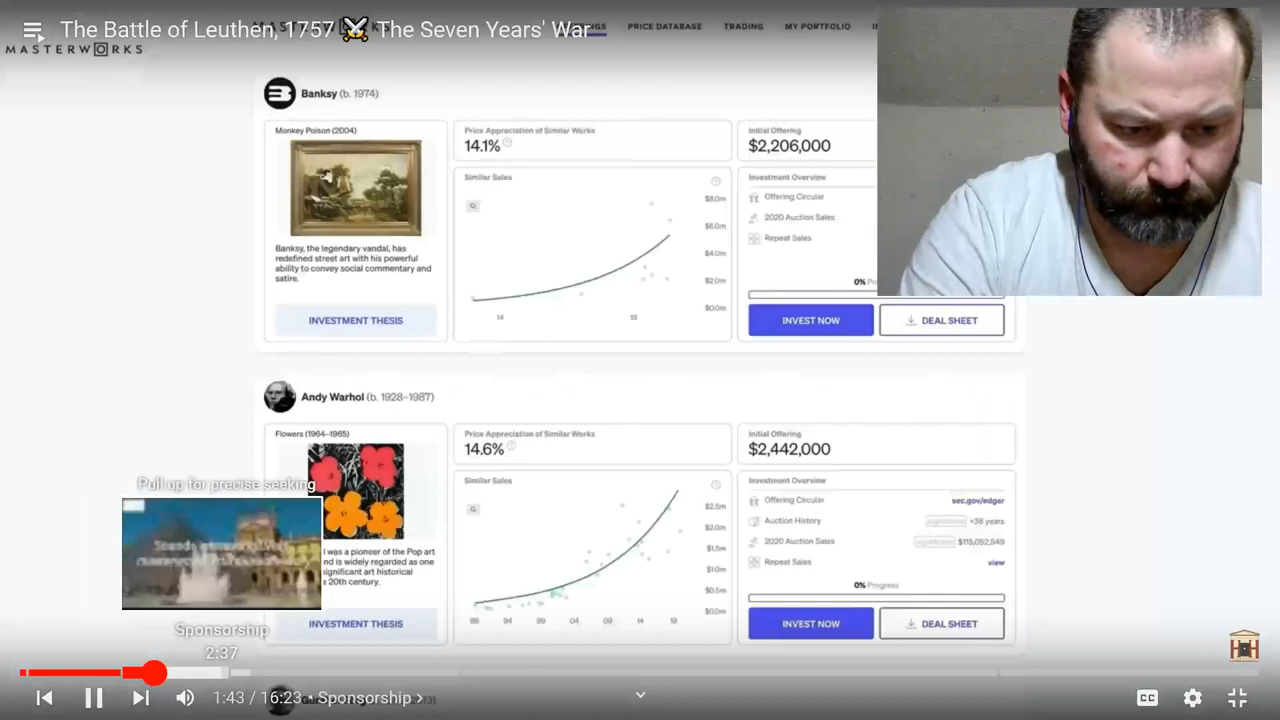 The Battle of Leuthen, 1757 ⚔️ The Seven Years' War
PRICE DATABASE TRADING MY PORTFOLIO
MASTERWORKS
Banksy (b. 1974)
Monkey Poison (2004)
Banksy, the legendary vandal, has
redefined street art with his powerful
ability to convey social commentary and
satire.
INVESTMENT THESIS
Price Appreciation of Similar Works
14.1%
Similar Sales
$8.0m
$6.0m
$4.0m
$2.0m
$0.0m
14 19
Initial Offering
$2,206,000
Investment Overview
Offering Circular
2020 Auction Sales
Repeat Sales
0%
INVEST NOW DEAL SHEET
Andy Warhol (b. 1928-1987)
Flowers (1964-1965)
l was a pioneer of the Pop art
nd is widely regarded as one
significant art historical
20th century.
INVESTMENT THESIS
Price Appreciation of Similar Works
14.6%
Similar Sales
$2.5m
$2.0m
$1.5m
$1.0m
$0.5m
$0.0m
89 94 99 04 09 14 19
Initial Offering
$2,442,000
Investment Overview
Offering Circular sec.gov/edgar
Auction History +38 years
2020 Auction Sales $115,052,549
Repeat Sales view
0% Progress
INVEST NOW DEAL SHEET
Pull up for precise seeking
Sponsorship
2:37
1:43 / 16:23 • Sponsorship ›
CC